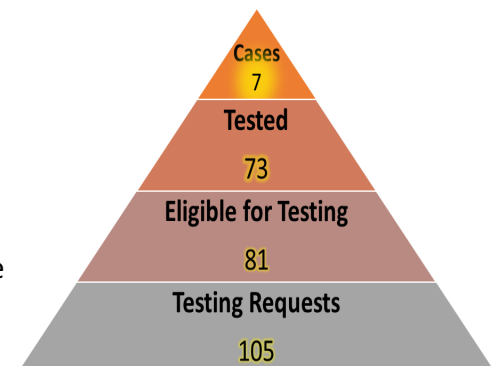 Cases
7
Tested
73
Eligible for Testing
81
e
Testing Requests
105